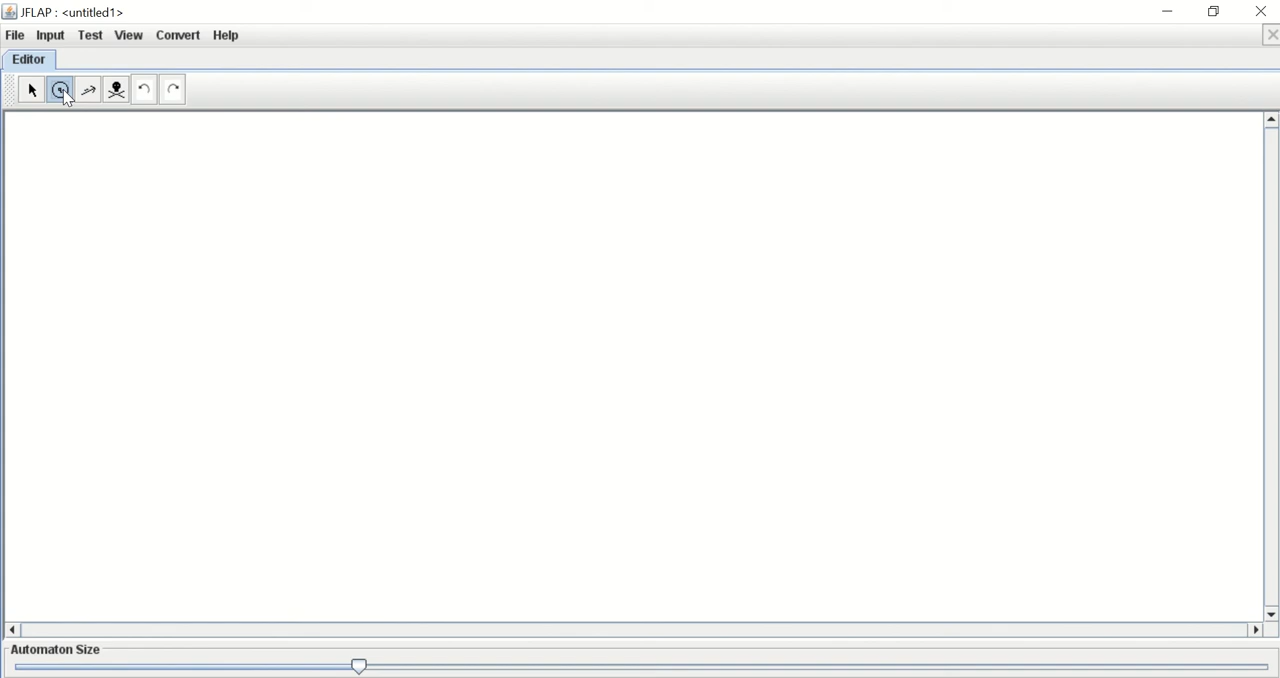 JFLAP : <untitled1>
File Input Test View Convert Help
Editor
Automaton Size